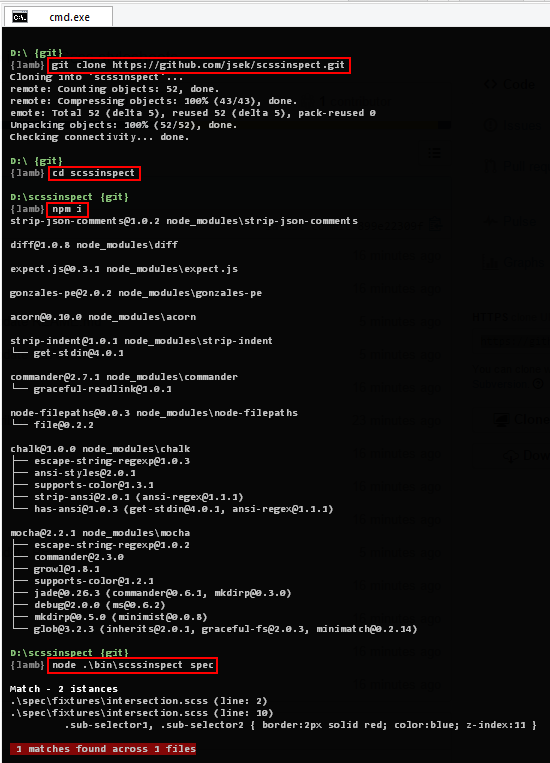 cmd.exe
D:\ {git}
{lamb} git clone https://github.com/jsek/scssinspect.git
Cloning into `scssinspect`...
remote: Counting objects: 52, done.
remote: Compressing objects: 100% (43/43), done.
emote: Total 52 (delta 5), reused 52 (delta 5), pack-reused 0
Unpacking objects: 100% (52/52), done.
Checking connectivity... done.
D:\ {git}
{lamb} cd scssinspect
D:\scssinspect {git}
{lamb} npm i
strip-json-comments@1.0.2 node_modules\strip-json-comments
diff@1.0.8 node_modules\diff
expect.js@0.3.1 node_modules\expect.js
gonzales-pe@2.0.2 node_modules\gonzales-pe
acorn@0.10.0 node_modules\acorn
strip-indent@1.0.1 node_modules\strip-indent
└── get-stdin@4.0.1
commander@2.7.1 node_modules\commander
└── graceful-readlink@1.0.1
node-filepaths@0.0.3 node_modules\node-filepaths
└── file@0.2.2
chalk@1.0.0 node_modules\chalk
├── escape-string-regexp@1.0.3
├── ansi-styles@2.0.1
├── supports-color@1.3.1
├── strip-ansi@2.0.1 (ansi-regex@1.1.1)
└── has-ansi@1.0.3 (get-stdin@4.0.1, ansi-regex@1.1.1)
mocha@2.2.1 node_modules\mocha
├── escape-string-regexp@1.0.2
├── commander@2.3.0
├── growl@1.8.1
├── supports-color@1.2.1
├── jade@0.26.3 (commander@0.6.1, mkdirp@0.3.0)
├── debug@2.0.0 (ms@0.6.2)
├── mkdirp@0.5.0 (minimist@0.0.8)
└── glob@3.2.3 (inherits@2.0.1, graceful-fs@2.0.3, minimatch@0.2.14)
D:\scssinspect {git}
{lamb} node .\bin\scssinspect spec
Match - 2 istances
.\spec\fixtures\intersection.scss (line: 2)
.\spec\fixtures\intersection.scss (line: 10)
.sub-selector1, .sub-selector2 { border:2px solid red; color:blue; z-index:11 }
1 matches found across 1 files